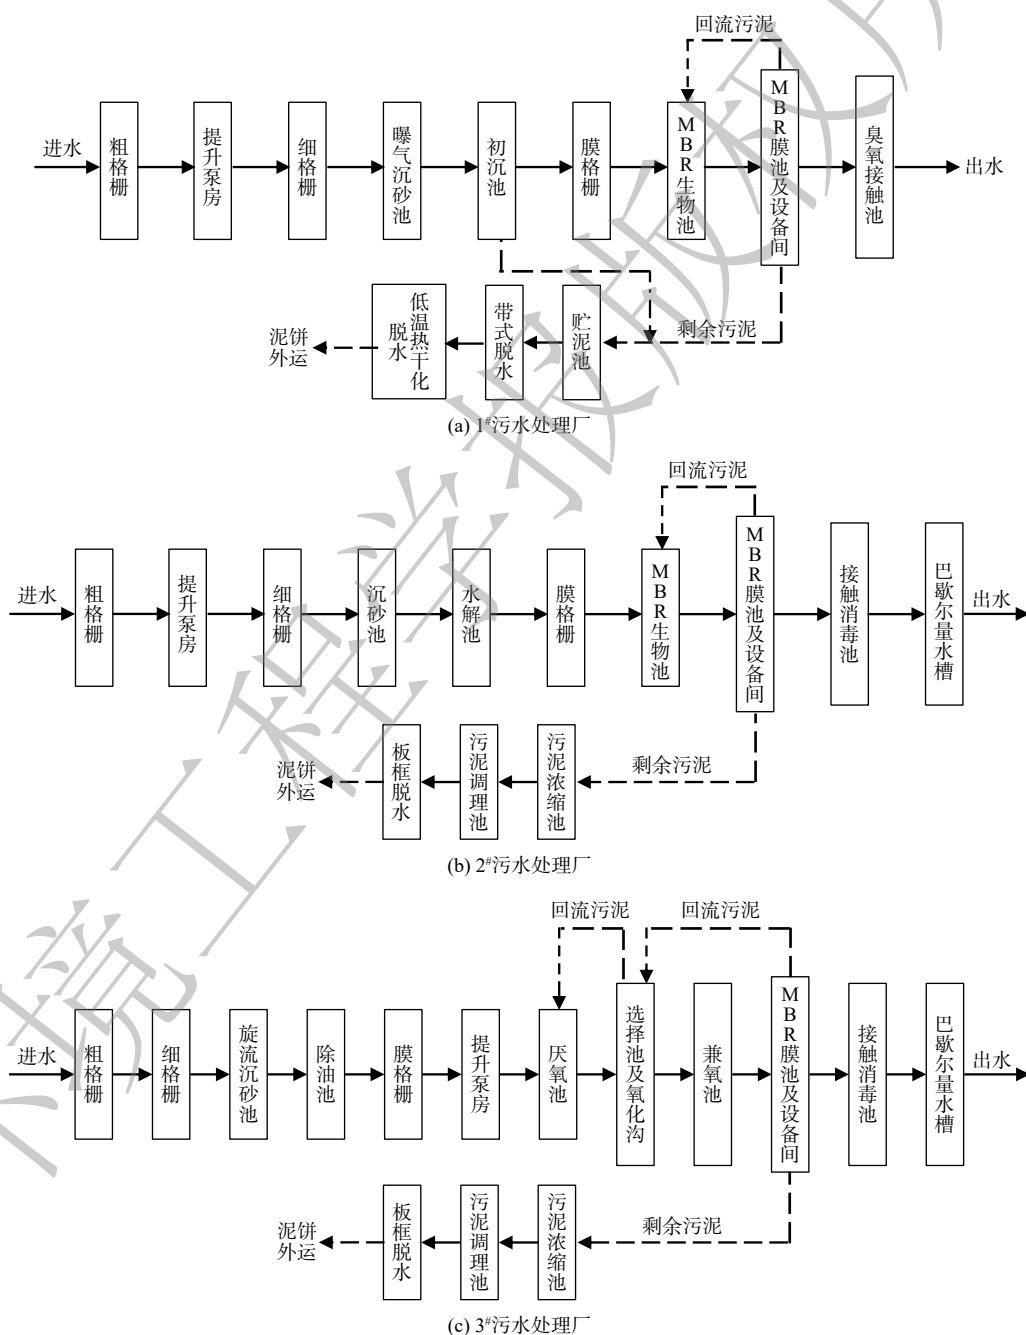 回流污泥
进水
粗格栅
提升泵房
细格栅
曝气沉砂池
初沉池
膜格栅
MBR生物池
MBR膜池及设备间
臭氧接触池
出水
泥饼
外运
低温热干化
脱水
带式脱水
贮泥池
剩余污泥
(a) 1#污水处理厂
回流污泥
进水
粗格栅
提升泵房
细格栅
沉砂池
水解池
膜格栅
MBR生物池
MBR膜池及设备间
接触消毒池
巴歇尔量水槽
出水
泥饼
外运
板框脱水
污泥调理池
污泥浓缩池
剩余污泥
(b) 2#污水处理厂
回流污泥
回流污泥
进水
粗格栅
细格栅
旋流沉砂池
除油池
膜格栅
提升泵房
厌氧池
选择池及氧化沟
兼氧池
MBR膜池及设备间
接触消毒池
巴歇尔量水槽
出水
泥饼
外运
板框脱水
污泥调理池
污泥浓缩池
剩余污泥
(c) 3#污水处理厂
环境工程学报版权所